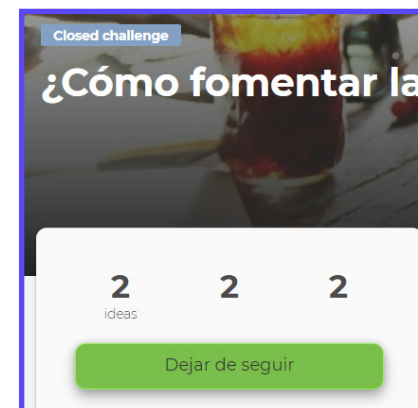 Closed challenge
¿Cómo fomentar la
2 2 2
ideas
Dejar de seguir